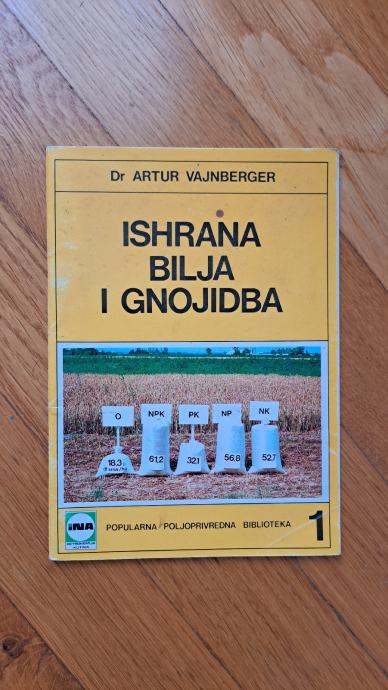 Dr ARTUR VAJNBERGER
ISHRANA
BILJA
I GNOJIDBA
O NPK PK NP NK
18,3 61,2 32,1 56,8 52,7
INA
KUTINA
POPULARNA POLJOPRIVREDNA BIBLIOTEKA 1